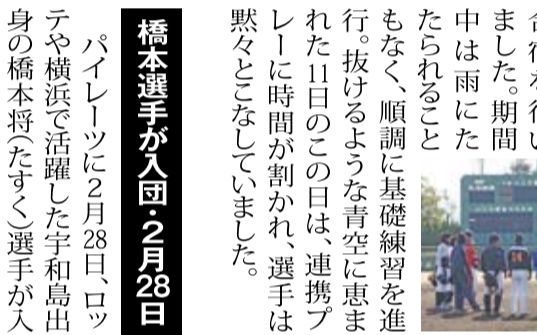 合宿を行い
ました。期間
中は雨にた
たられること
もなく、順調に基礎練習を進
行。抜けるような青空に恵ま
れた11日のこの日は、連携プ
レーに時間が割かれ、選手は
黙々とこなしていました。
橋本選手が入団・2月28日
パイレーツに2月28日、ロッ
テや横浜で活躍した宇和島出
身の橋本将(たすく)選手が入